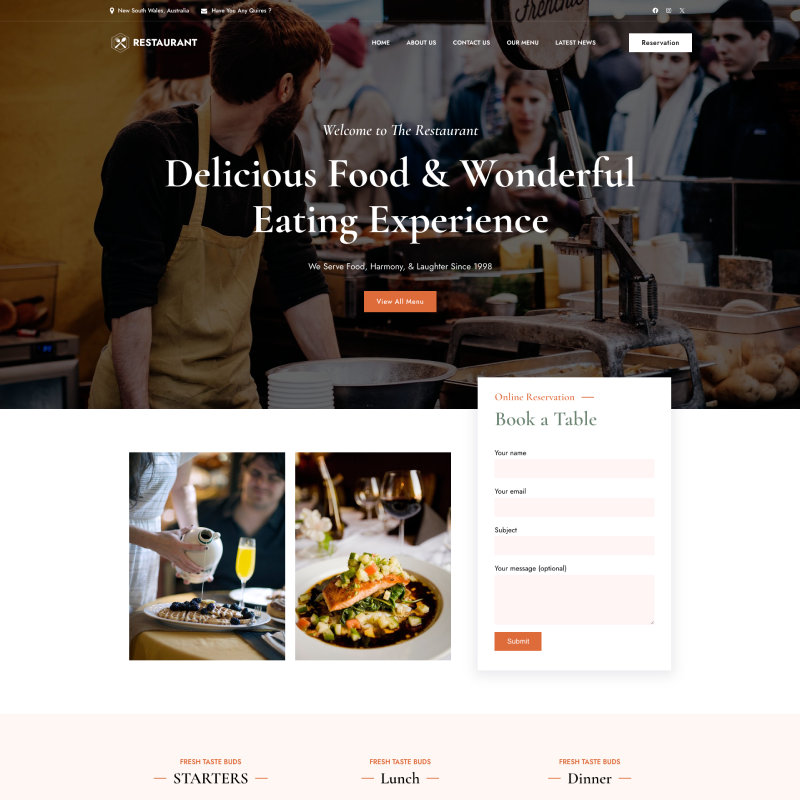 New South Wales, Australia
Have You Any Quires ?
Frenchie
RESTAURANT
HOME
ABOUT US
CONTACT US
OUR MENU
LATEST NEWS
Reservation
Welcome to The Restaurant
Delicious Food & Wonderful
Eating Experience
We Serve Food, Harmony, & Laughter Since 1998
View All Menu
Online Reservation
Book a Table
Your name
Your email
Subject
Your message (optional)
Submit
FRESH TASTE BUDS
STARTERS
FRESH TASTE BUDS
Lunch
FRESH TASTE BUDS
Dinner